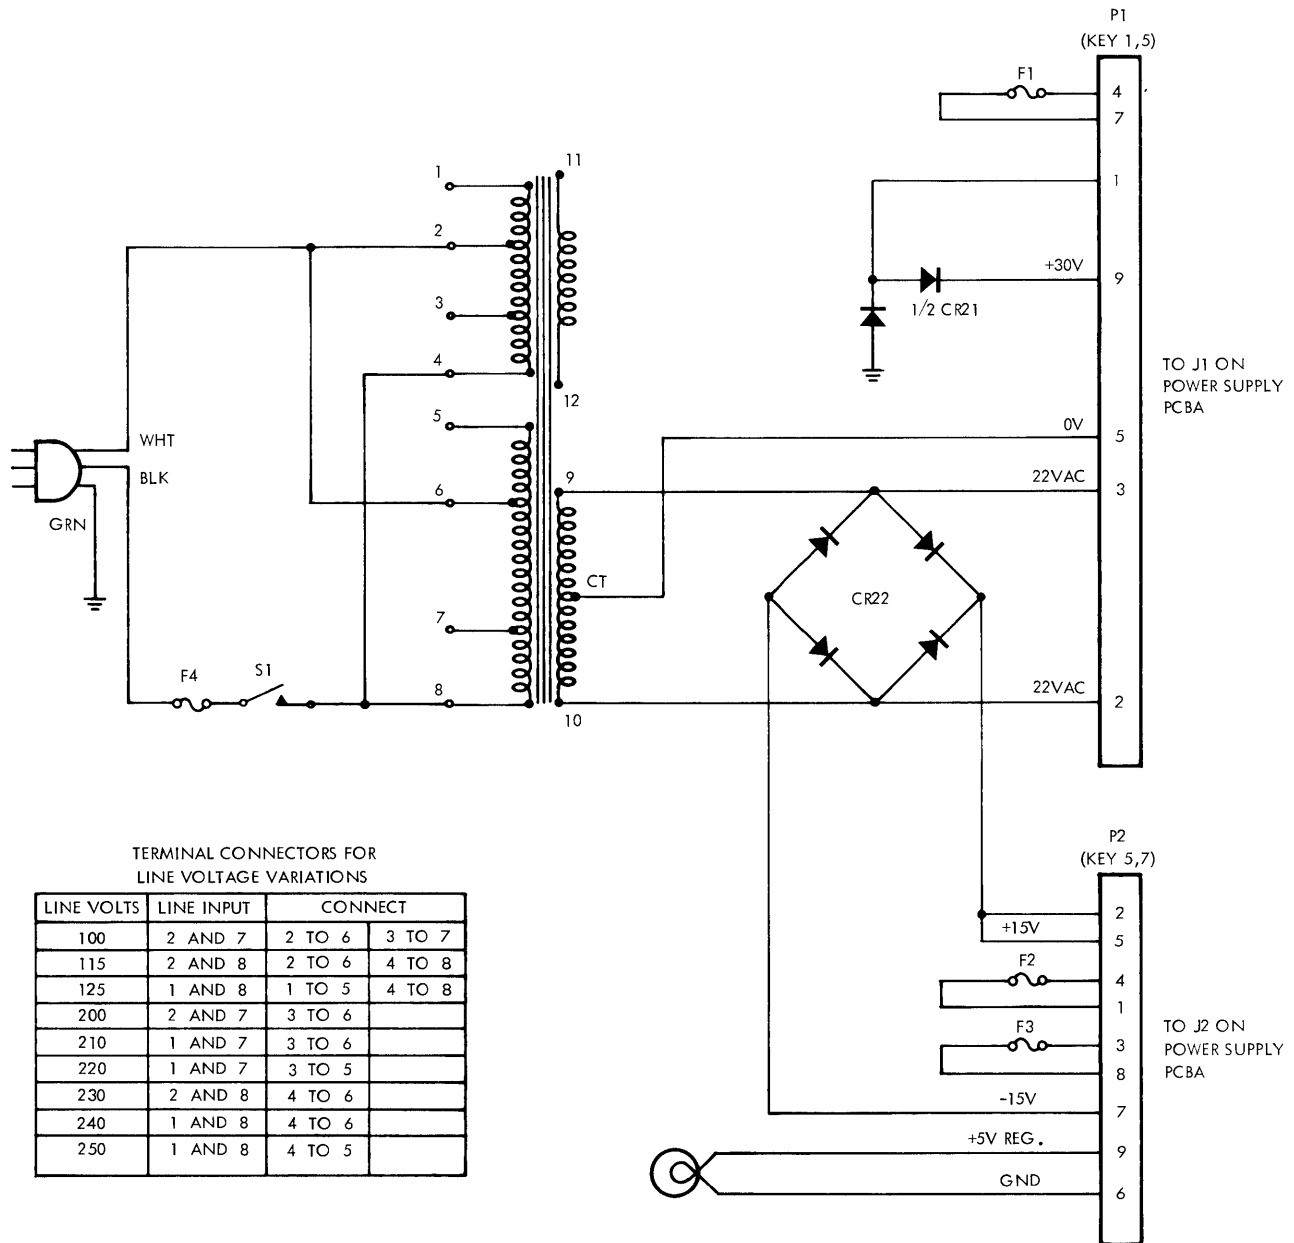 P1
(KEY 1,5)
F1
4
7
11
1
1
2
+30V
9
3
1/2 CR21
4
TO J1 ON
POWER SUPPLY
PCBA
12
5
0V
5
WHT
BLK
9
22VAC
3
6
GRN
CT
CR22
7
F4
S1
8
22VAC
2
10
P2
(KEY 5,7)
TERMINAL CONNECTORS FOR
LINE VOLTAGE VARIATIONS
LINE VOLTS LINE INPUT CONNECT
100 2 AND 7 2 TO 6 3 TO 7
115 2 AND 8 2 TO 6 4 TO 8
125 1 AND 8 1 TO 5 4 TO 8
200 2 AND 7 3 TO 6
210 1 AND 7 3 TO 6
220 1 AND 7 3 TO 5
230 2 AND 8 4 TO 6
240 1 AND 8 4 TO 6
250 1 AND 8 4 TO 5
2
+15V
5
F2
4
1
F3
3
8
TO J2 ON
POWER SUPPLY
PCBA
-15V
7
+5V REG.
9
GND
6